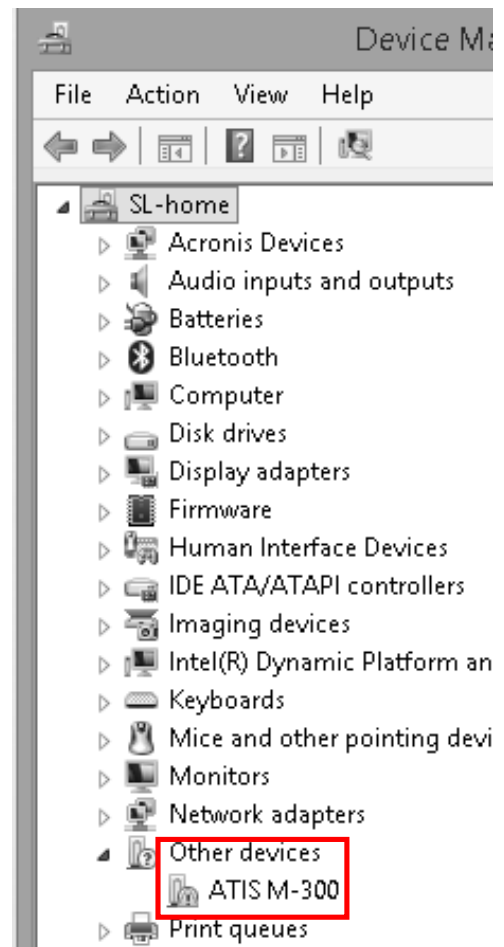 Device Ma
File Action View Help
SL-home
Acronis Devices
Audio inputs and outputs
Batteries
Bluetooth
Computer
Disk drives
Display adapters
Firmware
Human Interface Devices
IDE ATA/ATAPI controllers
Imaging devices
Intel(R) Dynamic Platform an
Keyboards
Mice and other pointing devi
Monitors
Network adapters
Other devices
ATIS M-300
Print queues